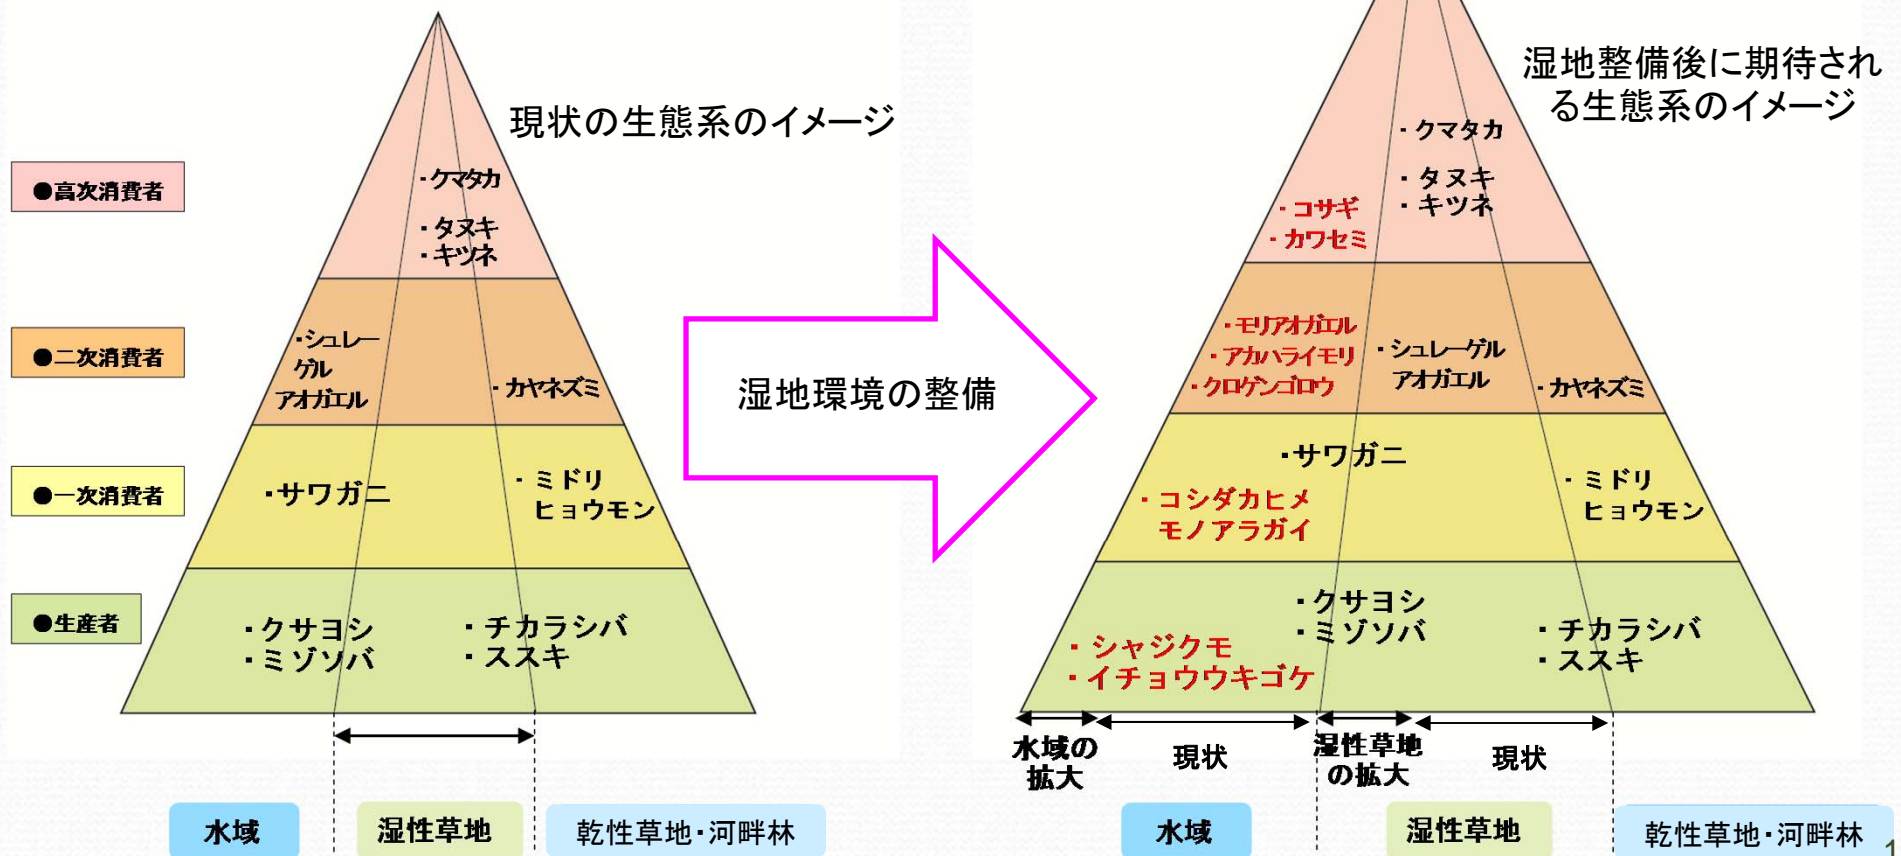 現状の生態系のイメージ
●高次消費者
・クマタカ
・タヌキ
・キツネ
●二次消費者
・シュレー
ゲル
アオガエル
・カヤネズミ
●一次消費者
・サワガニ
・ミドリ
ヒョウモン
●生産者
・クサヨシ
・ミゾソバ
・チカラシバ
・ススキ
水域
湿性草地
乾性草地・河畔林
湿地環境の整備
湿地整備後に期待され
る生態系のイメージ
・クマタカ
・タヌキ
・キツネ
・コサギ
・カワセミ
・モリアオガエル
・アカハライモリ
・クロゲンゴロウ
・シュレーゲル
アオガエル
・カヤネズミ
・サワガニ
・コシダカヒメ
モノアラガイ
・ミドリ
ヒョウモン
・クサヨシ
・ミゾソバ
・シャジクモ
・イチョウウキゴケ
・チカラシバ
・ススキ
水域の
拡大
現状
湿性草地
の拡大
現状
水域
湿性草地
乾性草地・河畔林
1